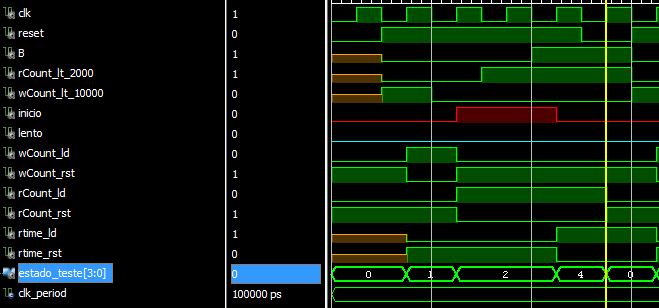 clk 1
reset 0
B 1
rCount_lt_2000 1
wCount_lt_10000 0
inicio 0
lento 0
wCount_ld 0
wCount_rst 1
rCount_ld 0
rCount_rst 1
rtime_ld 1
rtime_rst 0
estado_teste[3:0] 0 0 1 2 4 0
clk_period 100000 ps